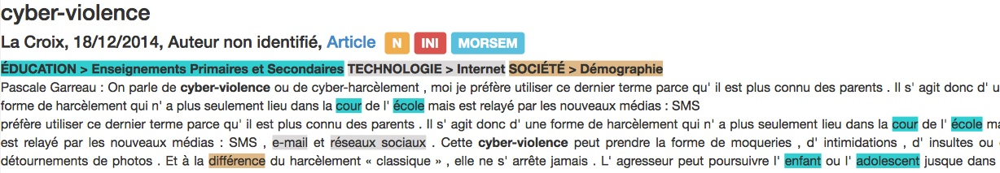 cyber-violence
La Croix, 18/12/2014, Auteur non identifié, Article N INI MORSEM
ÉDUCATION > Enseignements Primaires et Secondaires TECHNOLOGIE > Internet SOCIÉTÉ > Démographie
Pascale Garreau : On parle de cyber-violence ou de cyber-harcèlement , moi je préfère utiliser ce dernier terme parce qu' il est plus connu des parents . Il s' agit donc d' u
forme de harcèlement qui n' a plus seulement lieu dans la cour de l' école mais est relayé par les nouveaux médias : SMS
préfère utiliser ce dernier terme parce qu' il est plus connu des parents . Il s' agit donc d' une forme de harcèlement qui n' a plus seulement lieu dans la cour de l' école ma
est relayé par les nouveaux médias : SMS , e-mail et réseaux sociaux . Cette cyber-violence peut prendre la forme de moqueries , d' intimidations , d' insultes ou
détournements de photos . Et à la différence du harcèlement « classique » , elle ne s' arrête jamais . L' agresseur peut poursuivre l' enfant ou l' adolescent jusque dans